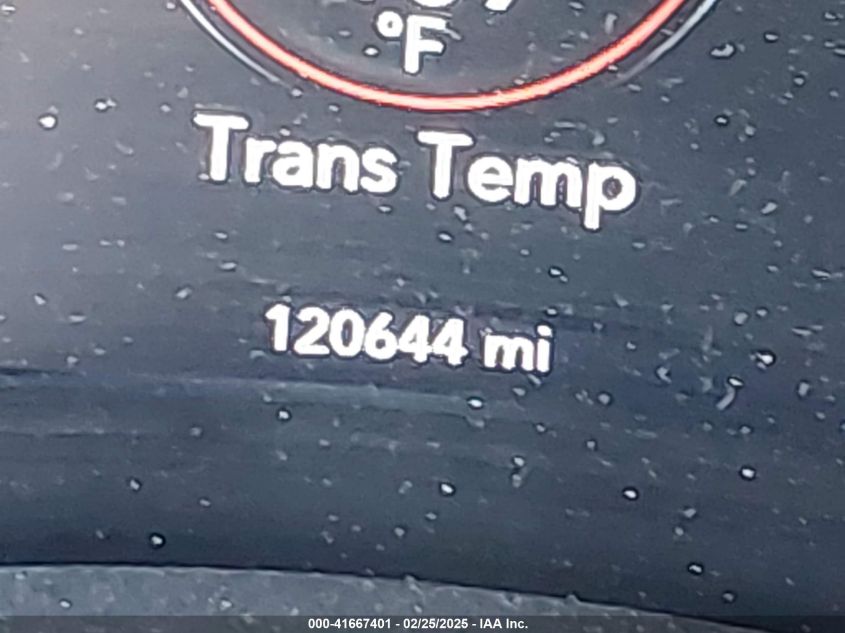 °F
Trans Temp
120644 mi
000-41667401 - 02/25/2025 - IAA Inc.